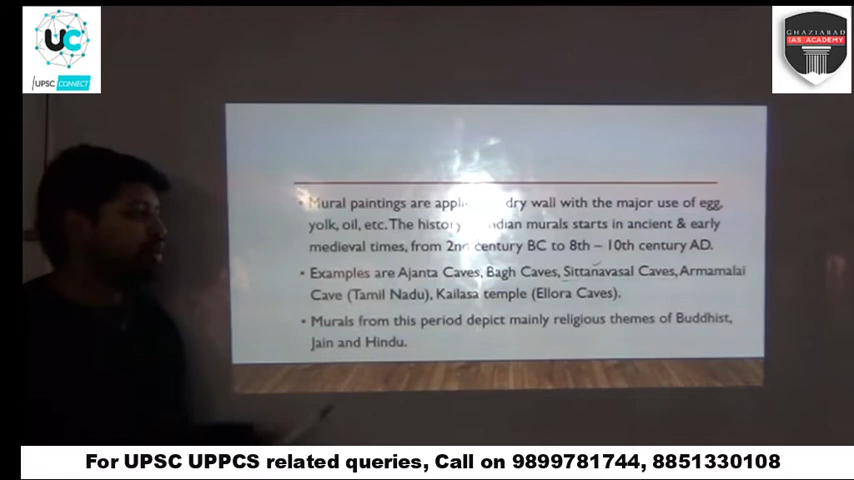 UC
UPSC CONNECT
GHAZIABAD
IAS ACADEMY
• Mural paintings are appli dry wall with the major use of egg,
yolk, oil, etc. The history ndian murals starts in ancient & early
medieval times, from 2nd century BC to 8th – 10th century AD.
• Examples are Ajanta Caves, Bagh Caves, Sittanavasal Caves, Armamalai
Cave (Tamil Nadu), Kailasa temple (Ellora Caves).
• Murals from this period depict mainly religious themes of Buddhist,
Jain and Hindu.
For UPSC UPPCS related queries, Call on 9899781744, 8851330108